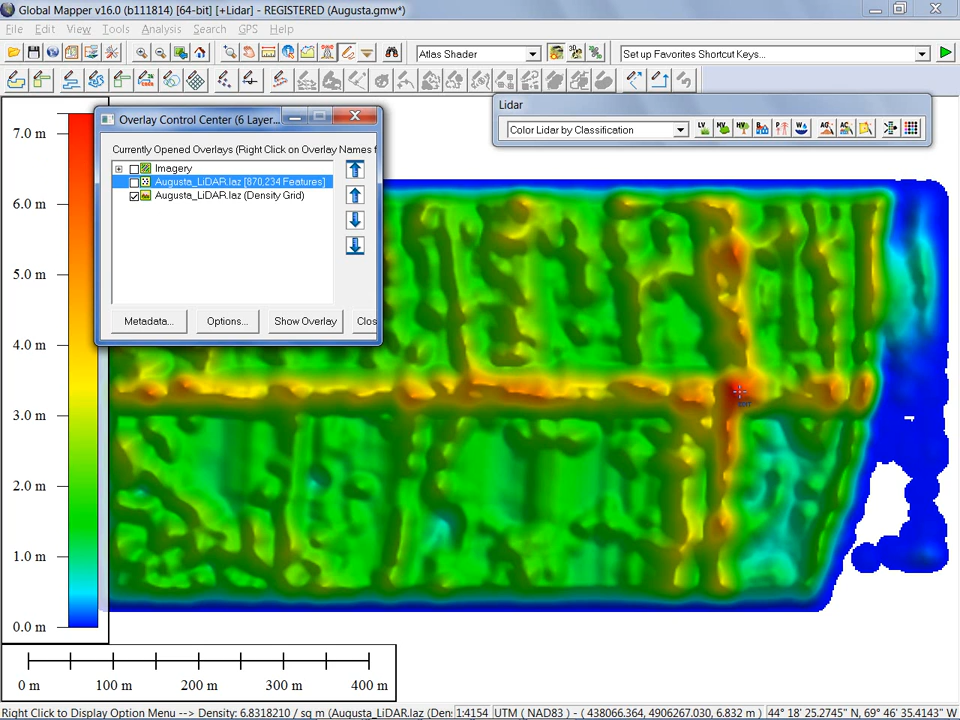 Global Mapper v16.0 (b111814) [64-bit] [+Lidar] - REGISTERED (Augusta.gmw*)
File Edit View Tools Analysis Search GPS Help
Atlas Shader
Set up Favorites Shortcut Keys...
Lidar
Color Lidar by Classification
Overlay Control Center (6 Layer...
Currently Opened Overlays (Right Click on Overlay Names f
Imagery
Augusta_LiDAR.laz [870,234 Features]
Augusta_LiDAR.laz (Density Grid)
Metadata... Options... Show Overlay Clos
7.0 m
6.0 m
5.0 m
4.0 m
3.0 m
2.0 m
1.0 m
0.0 m
0 m 100 m 200 m 300 m 400 m
Right Click to Display Option Menu --> Density: 6.8318210 / sq m (Augusta_LiDAR.laz (Den: 1:4154 UTM ( NAD83 ) - ( 438066.364, 4906267.030, 6.832 m ) 44° 18' 25.2745" N, 69° 46' 35.4143" W